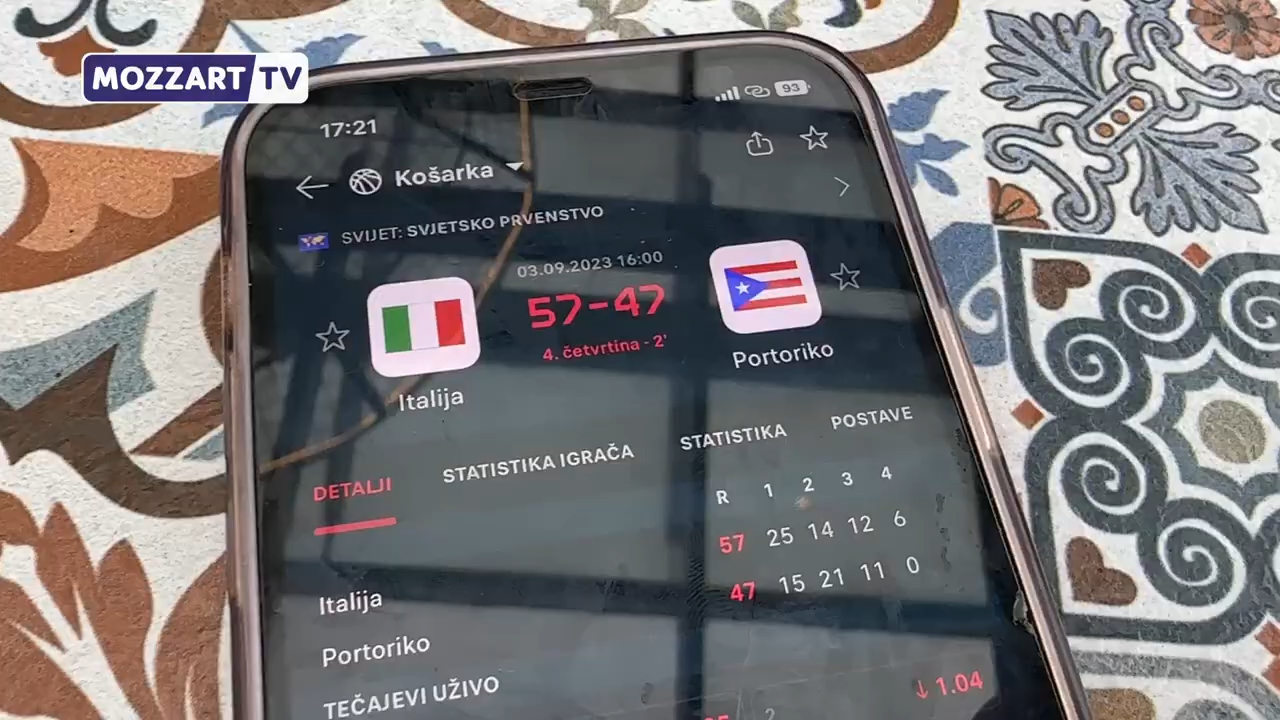 MOZZART TV
17:21
93
Košarka
SVIJET: SVJETSKO PRVENSTVO
03.09.2023 16:00
57-47
4. četvrtina - 2'
Italija
Portoriko
DETALJI STATISTIKA IGRAČA STATISTIKA POSTAVE
R 1 2 3 4
Italija 57 25 14 12 6
Portoriko 47 15 21 11 0
TEČAJEVI UŽIVO
1.04